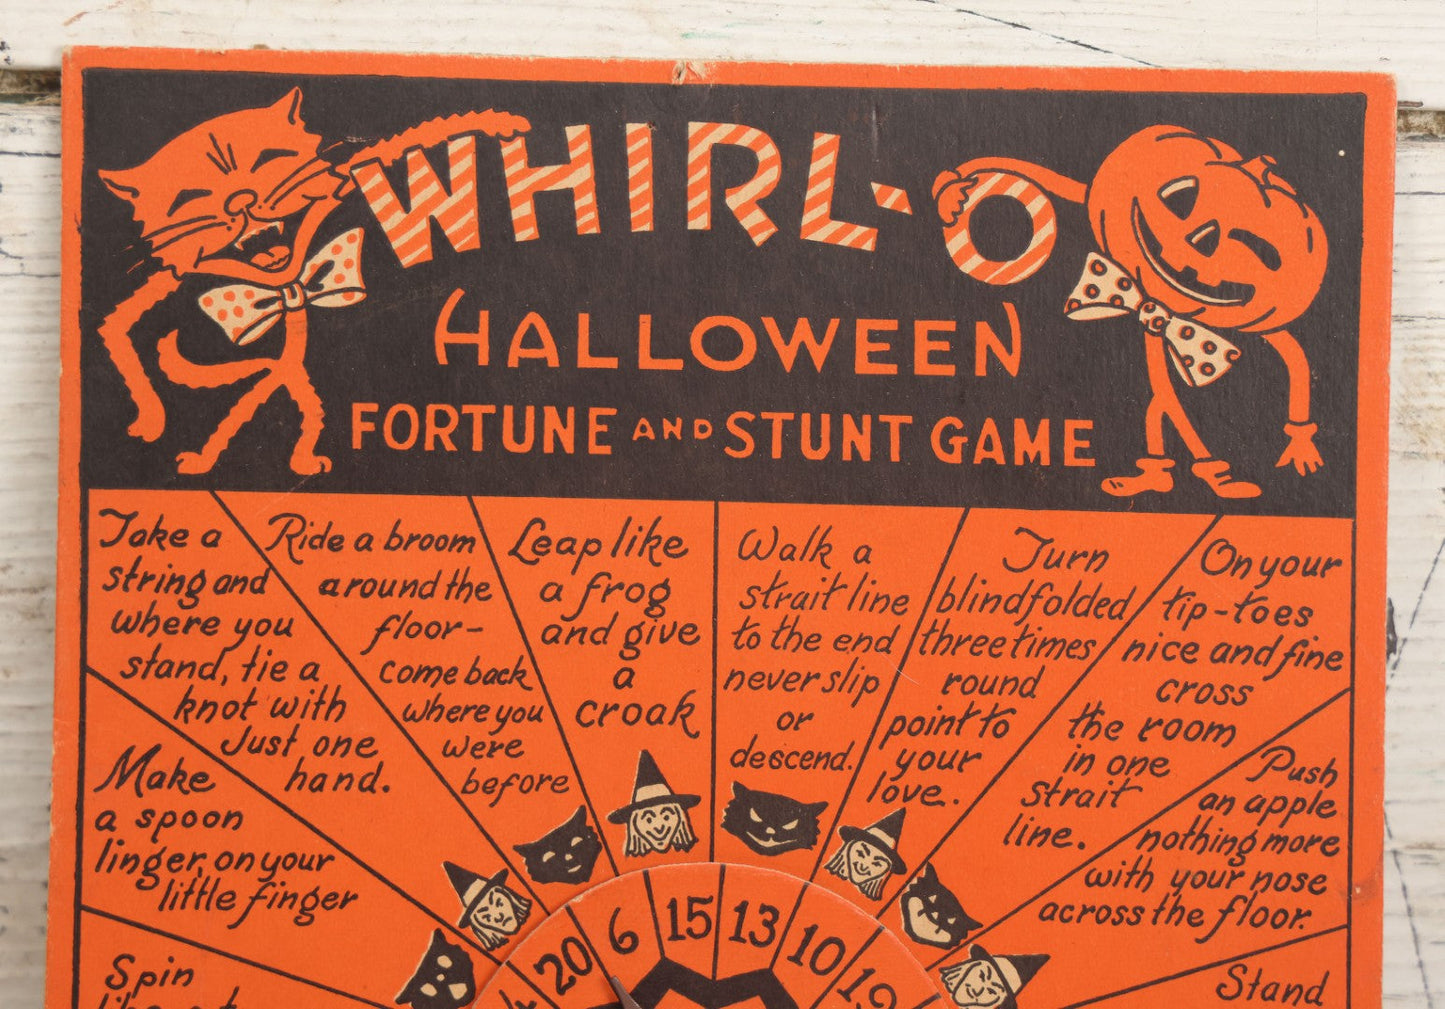 WHIRL-O
HALLOWEEN
FORTUNE AND STUNT GAME
Take a
string and
where you
stand, tie a
knot with
Just one
hand.
Ride a broom
around the
floor-
come back
where you
were
before
Leap like
a frog
and give
a
croak
Walk a
strait line
to the end
never slip
or
descend.
Turn
blindfolded
three times
round
point to
your
love.
On your
tip-toes
nice and fine
cross
the room
in one
strait
line.
Push
an apple
nothing more
with your nose
across the floor.
Make
a spoon
linger, on your
little finger
Spin
Stand
20
6
15
13
10